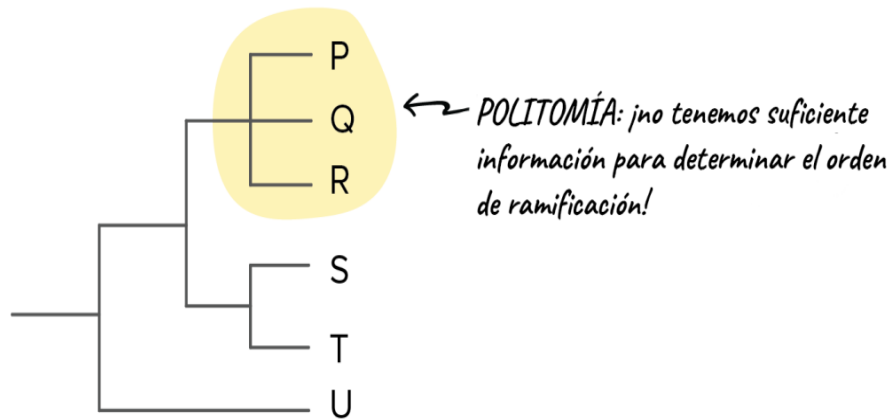 P
Q
R
POLITOMÍA: ¡no tenemos suficiente
información para determinar el orden
de ramificación!
S
T
U